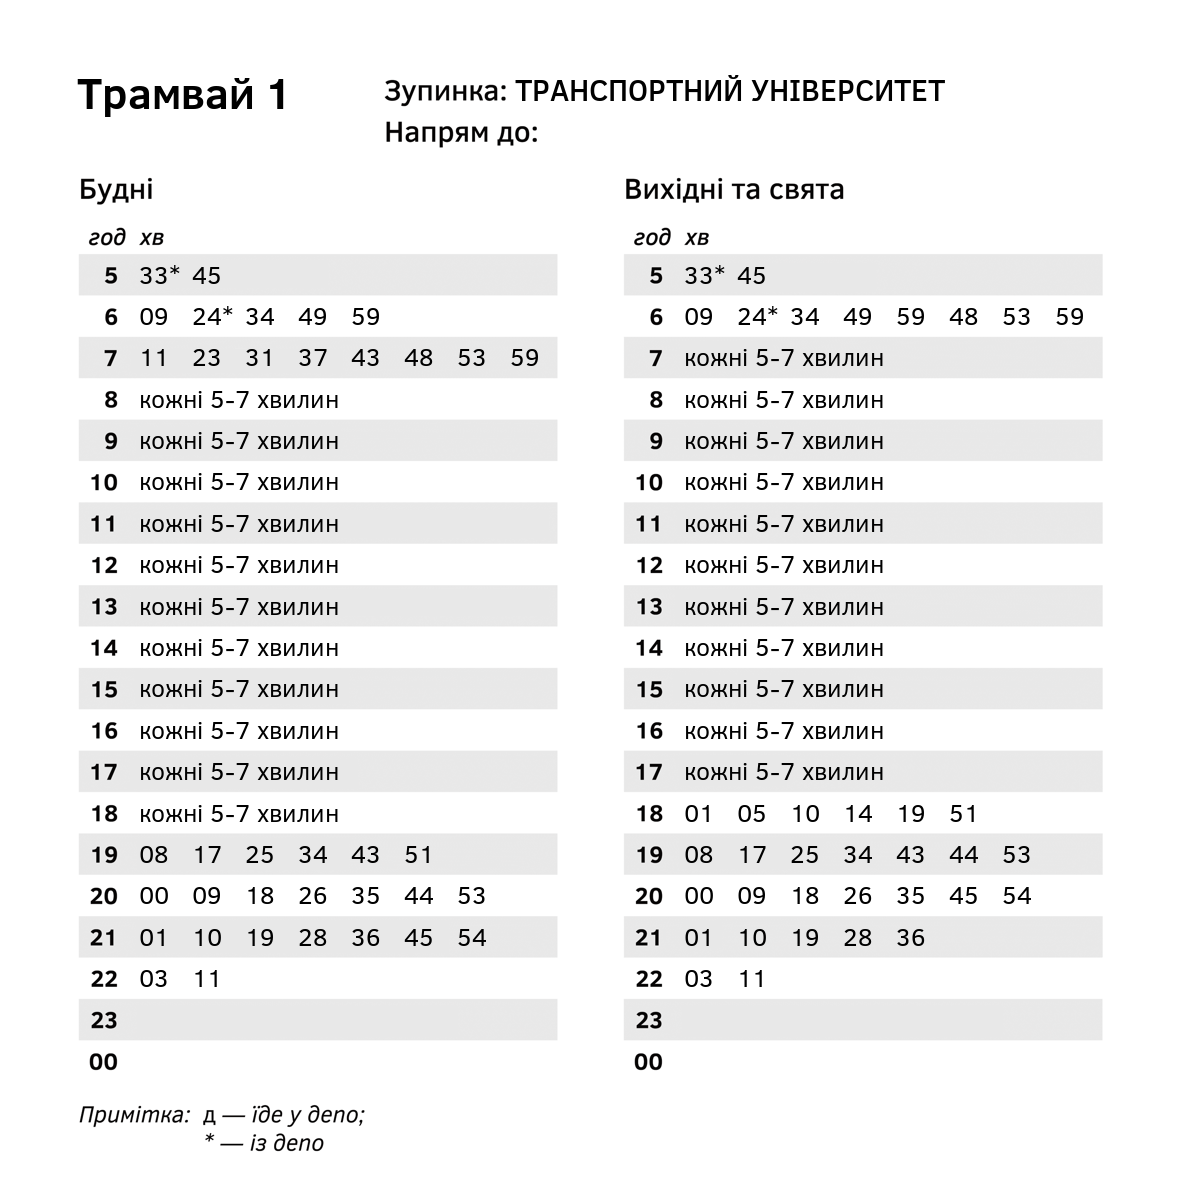 Трамвай 1
Зупинка: ТРАНСПОРТНИЙ УНІВЕРСИТЕТ
Напрям до:
Будні
год хв
5 33* 45
6 09 24* 34 49 59
7 11 23 31 37 43 48 53 59
8 кожні 5-7 хвилин
9 кожні 5-7 хвилин
10 кожні 5-7 хвилин
11 кожні 5-7 хвилин
12 кожні 5-7 хвилин
13 кожні 5-7 хвилин
14 кожні 5-7 хвилин
15 кожні 5-7 хвилин
16 кожні 5-7 хвилин
17 кожні 5-7 хвилин
18 кожні 5-7 хвилин
19 08 17 25 34 43 51
20 00 09 18 26 35 44 53
21 01 10 19 28 36 45 54
22 03 11
23
00
Вихідні та свята
год хв
5 33* 45
6 09 24* 34 49 59 48 53 59
7 кожні 5-7 хвилин
8 кожні 5-7 хвилин
9 кожні 5-7 хвилин
10 кожні 5-7 хвилин
11 кожні 5-7 хвилин
12 кожні 5-7 хвилин
13 кожні 5-7 хвилин
14 кожні 5-7 хвилин
15 кожні 5-7 хвилин
16 кожні 5-7 хвилин
17 кожні 5-7 хвилин
18 01 05 10 14 19 51
19 08 17 25 34 43 44 53
20 00 09 18 26 35 45 54
21 01 10 19 28 36
22 03 11
23
00
Примітка: д — їде у депо;
* — із депо